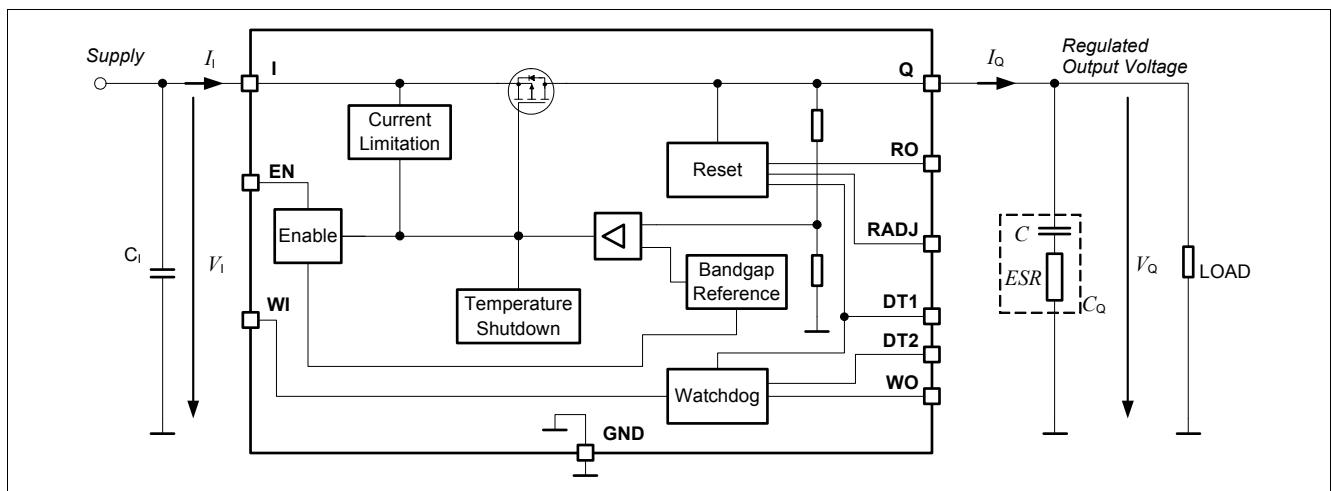 Supply
I_I
I
Q
I_Q
Regulated
Output Voltage
Current
Limitation
Reset
RO
EN
Enable
RADJ
C_I
V_I
Bandgap
Reference
C
ESR
C_Q
V_Q
LOAD
WI
Temperature
Shutdown
DT1
DT2
Watchdog
WO
GND